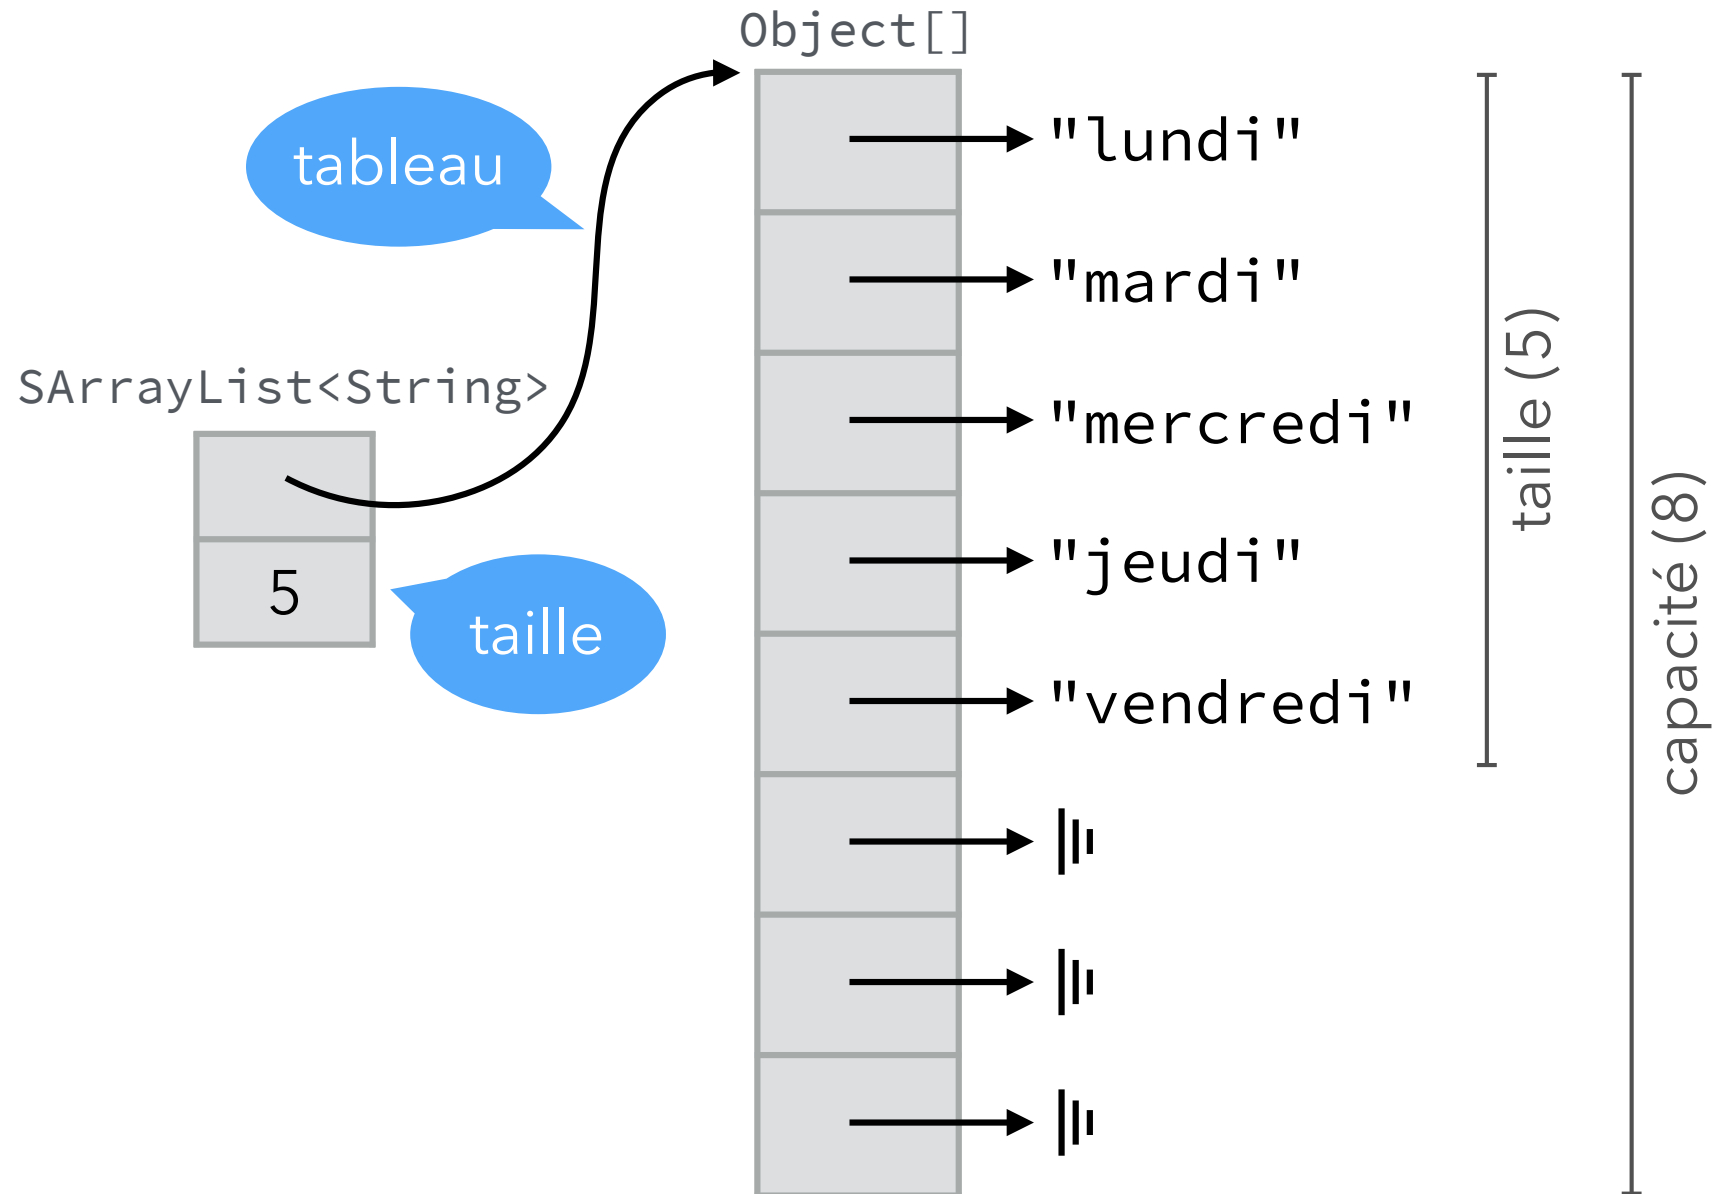 Object[]
tableau
"lundi"
"mardi"
SArrayList<String>
"mercredi"
taille (5)
5
taille
"jeudi"
capacité (8)
"vendredi"